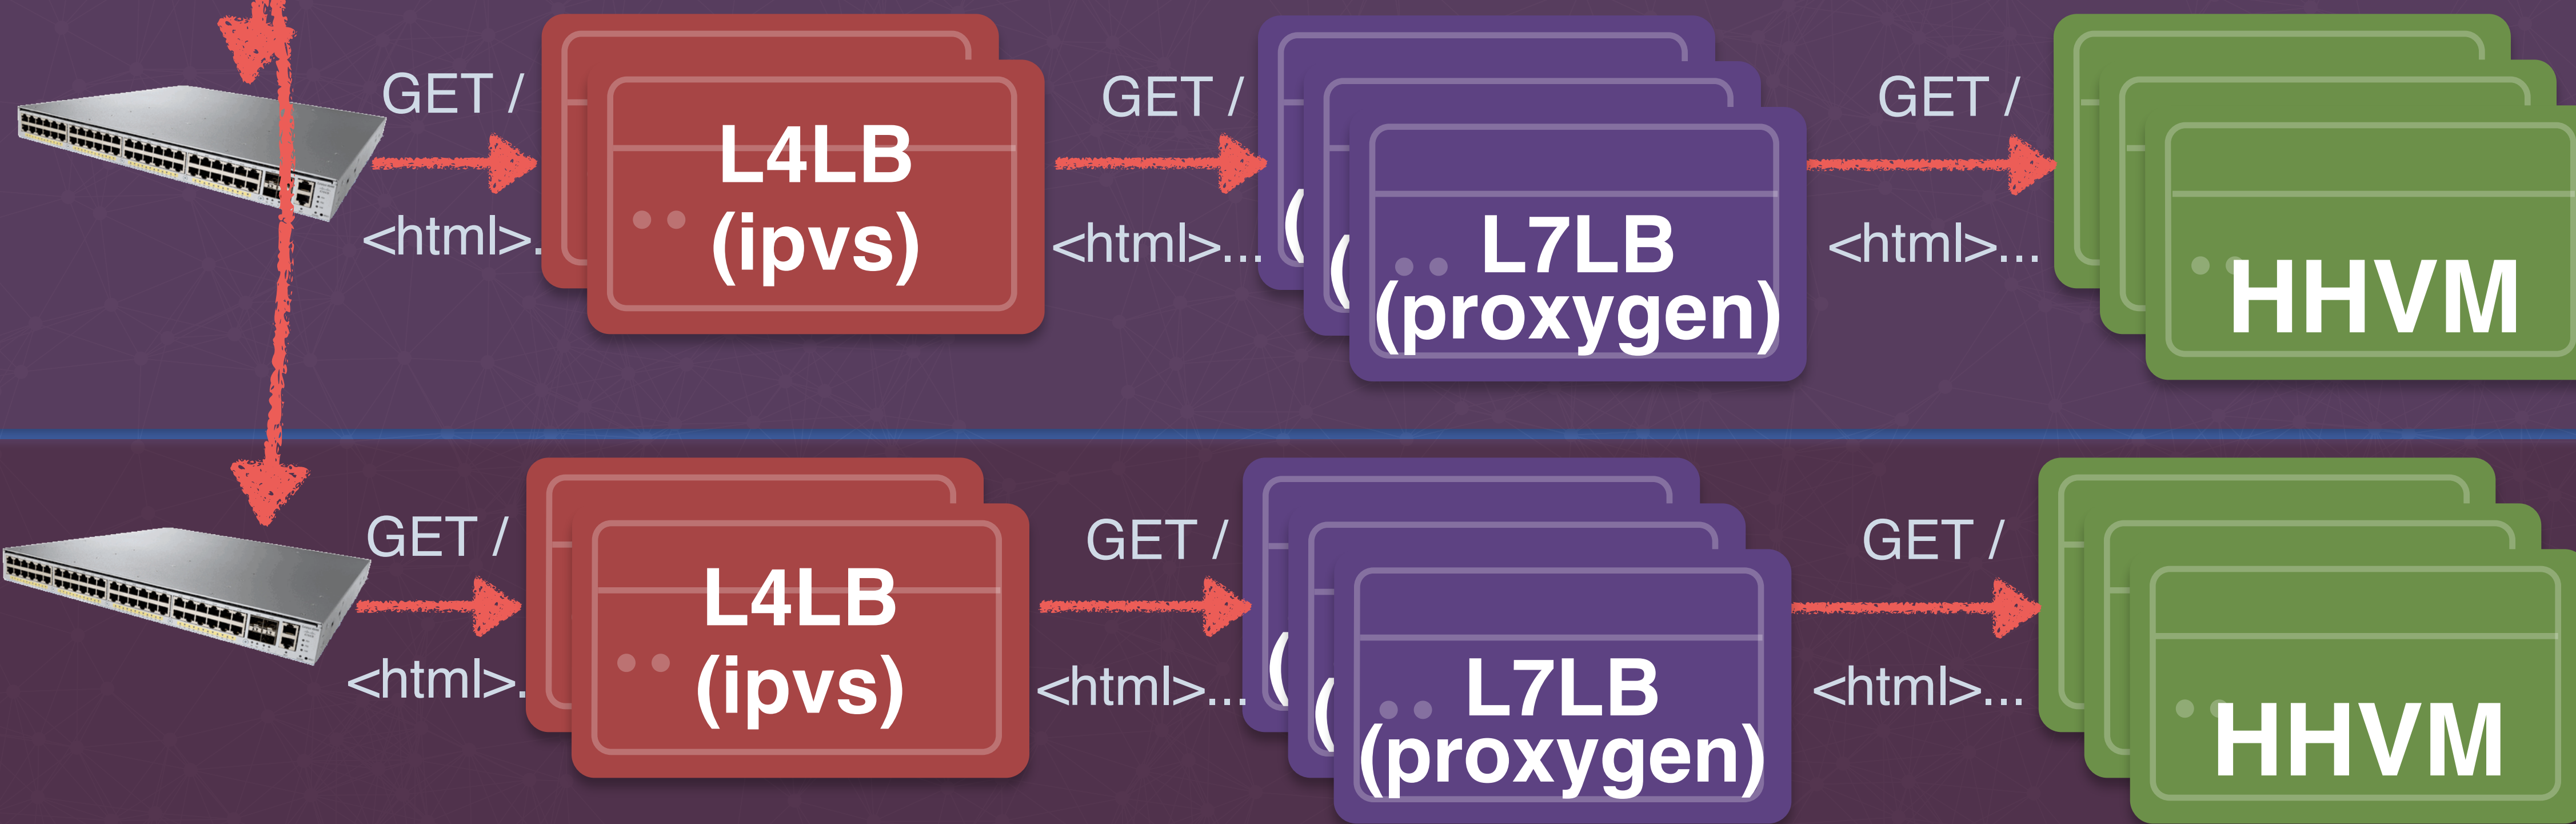 GET /
GET /
GET /
L4LB
(ipvs)
<html>.
<html>...
(
(
L7LB
(proxygen)
<html>...
HHVM
GET /
GET /
GET /
L4LB
(ipvs)
<html>.
<html>...
(
(
L7LB
(proxygen)
<html>...
HHVM